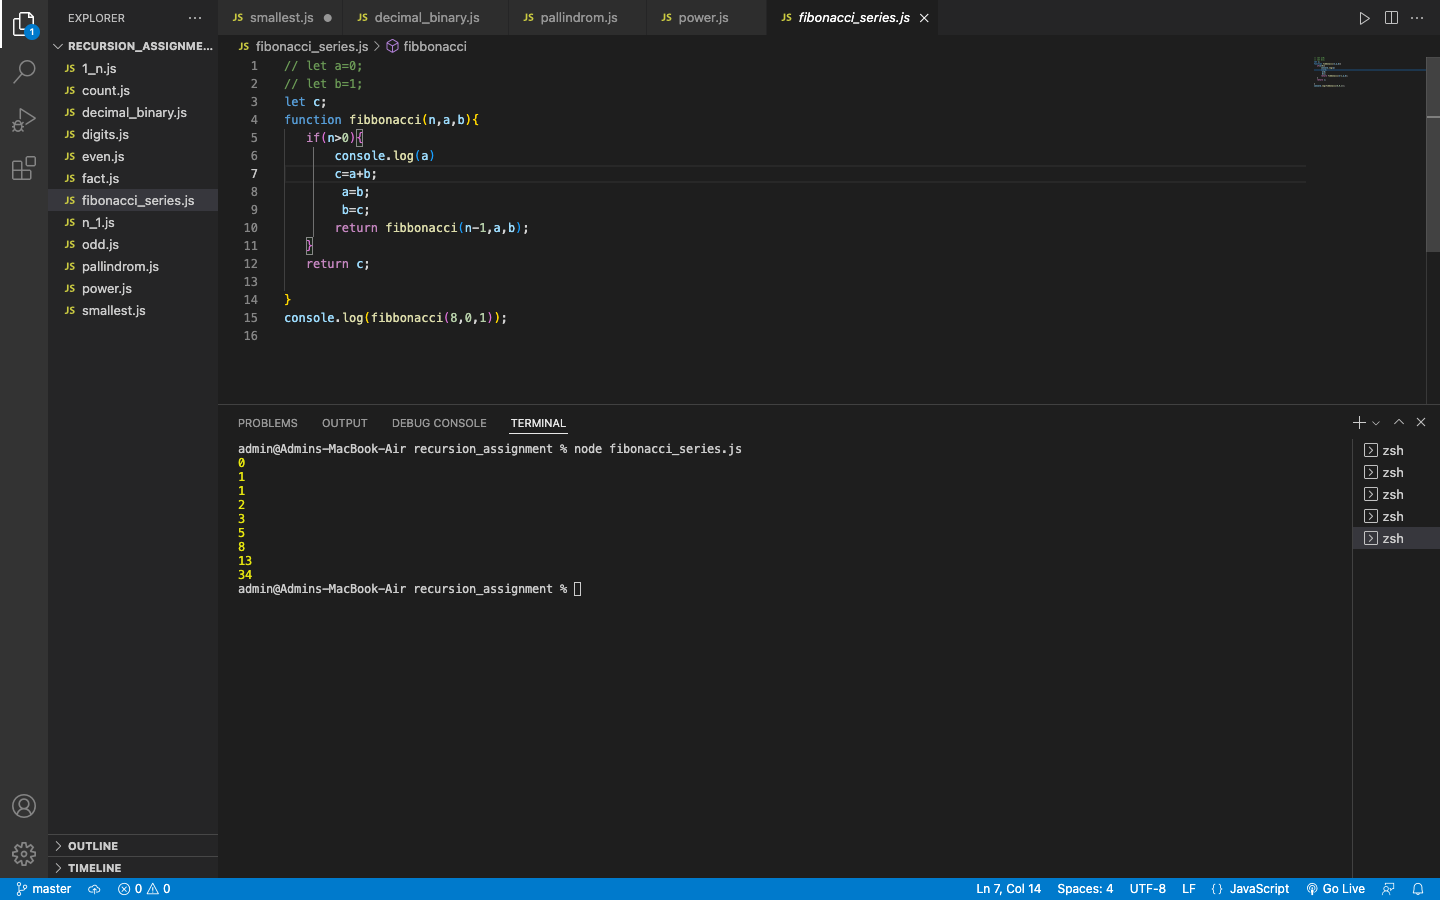 EXPLORER
1
RECURSION_ASSIGNME...
JS 1_n.js
JS count.js
JS decimal_binary.js
JS digits.js
JS even.js
JS fact.js
JS fibonacci_series.js
JS n_1.js
JS odd.js
JS pallindrom.js
JS power.js
JS smallest.js
OUTLINE
TIMELINE
JS smallest.js JS decimal_binary.js JS pallindrom.js JS power.js JS fibonacci_series.js
JS fibonacci_series.js > fibbonacci
1 // let a=0;
2 // let b=1;
3 let c;
4 function fibbonacci(n,a,b){
5 if(n>0){
6 console.log(a)
7 c=a+b;
8 a=b;
9 b=c;
10 return fibbonacci(n-1,a,b);
11 }
12 return c;
13
14 }
15 console.log(fibbonacci(8,0,1));
16
PROBLEMS OUTPUT DEBUG CONSOLE TERMINAL
admin@Admins-MacBook-Air recursion_assignment % node fibonacci_series.js
0
1
1
2
3
5
8
13
34
admin@Admins-MacBook-Air recursion_assignment %
zsh
zsh
zsh
zsh
zsh
master 0 0 Ln 7, Col 14 Spaces: 4 UTF-8 LF {} JavaScript Go Live